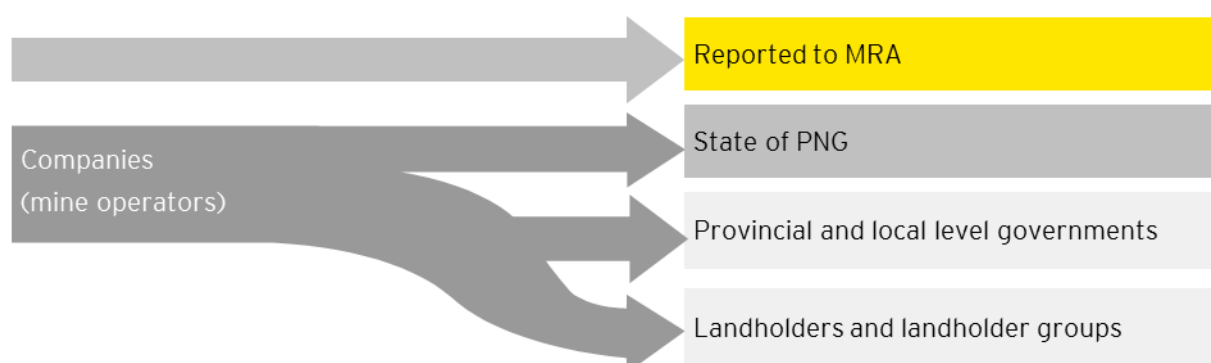 Reported to MRA
State of PNG
Companies
(mine operators)
Provincial and local level governments
Landholders and landholder groups